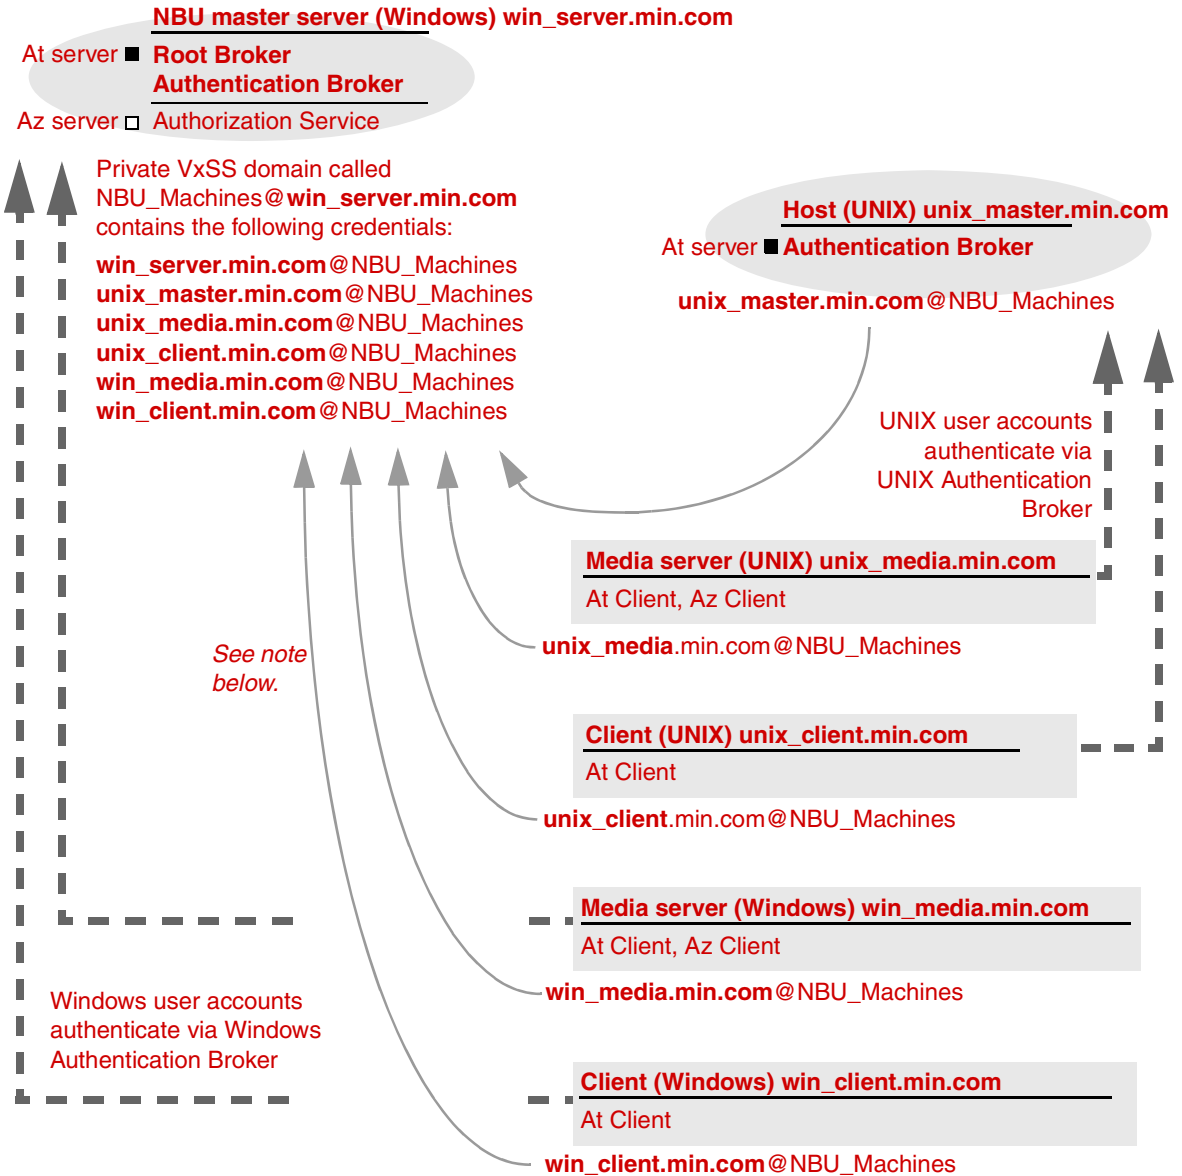 NBU master server (Windows) win_server.min.com
At server Root Broker
Authentication Broker
Az server Authorization Service
Private VxSS domain called
NBU_Machines@win_server.min.com
contains the following credentials:
win_server.min.com@NBU_Machines
unix_master.min.com@NBU_Machines
unix_media.min.com@NBU_Machines
unix_client.min.com@NBU_Machines
win_media.min.com@NBU_Machines
win_client.min.com@NBU_Machines
Host (UNIX) unix_master.min.com
At server Authentication Broker
unix_master.min.com@NBU_Machines
UNIX user accounts
authenticate via
UNIX Authentication
Broker
Media server (UNIX) unix_media.min.com
At Client, Az Client
unix_media.min.com@NBU_Machines
See note
below.
Client (UNIX) unix_client.min.com
At Client
unix_client.min.com@NBU_Machines
Media server (Windows) win_media.min.com
At Client, Az Client
win_media.min.com@NBU_Machines
Windows user accounts
authenticate via Windows
Authentication Broker
Client (Windows) win_client.min.com
At Client
win_client.min.com@NBU_Machines